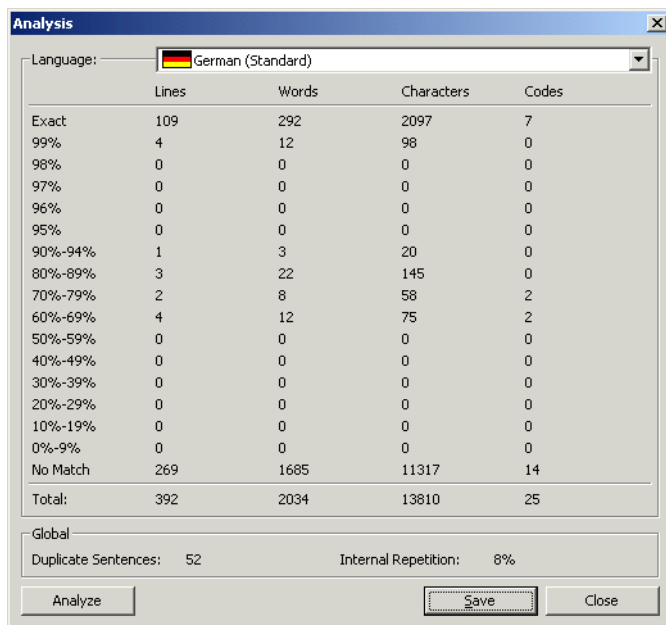 Analysis
Language: German (Standard)
Lines Words Characters Codes
Exact 109 292 2097 7
99% 4 12 98 0
98% 0 0 0 0
97% 0 0 0 0
96% 0 0 0 0
95% 0 0 0 0
90%-94% 1 3 20 0
80%-89% 3 22 145 0
70%-79% 2 8 58 2
60%-69% 4 12 75 2
50%-59% 0 0 0 0
40%-49% 0 0 0 0
30%-39% 0 0 0 0
20%-29% 0 0 0 0
10%-19% 0 0 0 0
0%-9% 0 0 0 0
No Match 269 1685 11317 14
Total: 392 2034 13810 25
Global
Duplicate Sentences: 52 Internal Repetition: 8%
Analyze Save Close